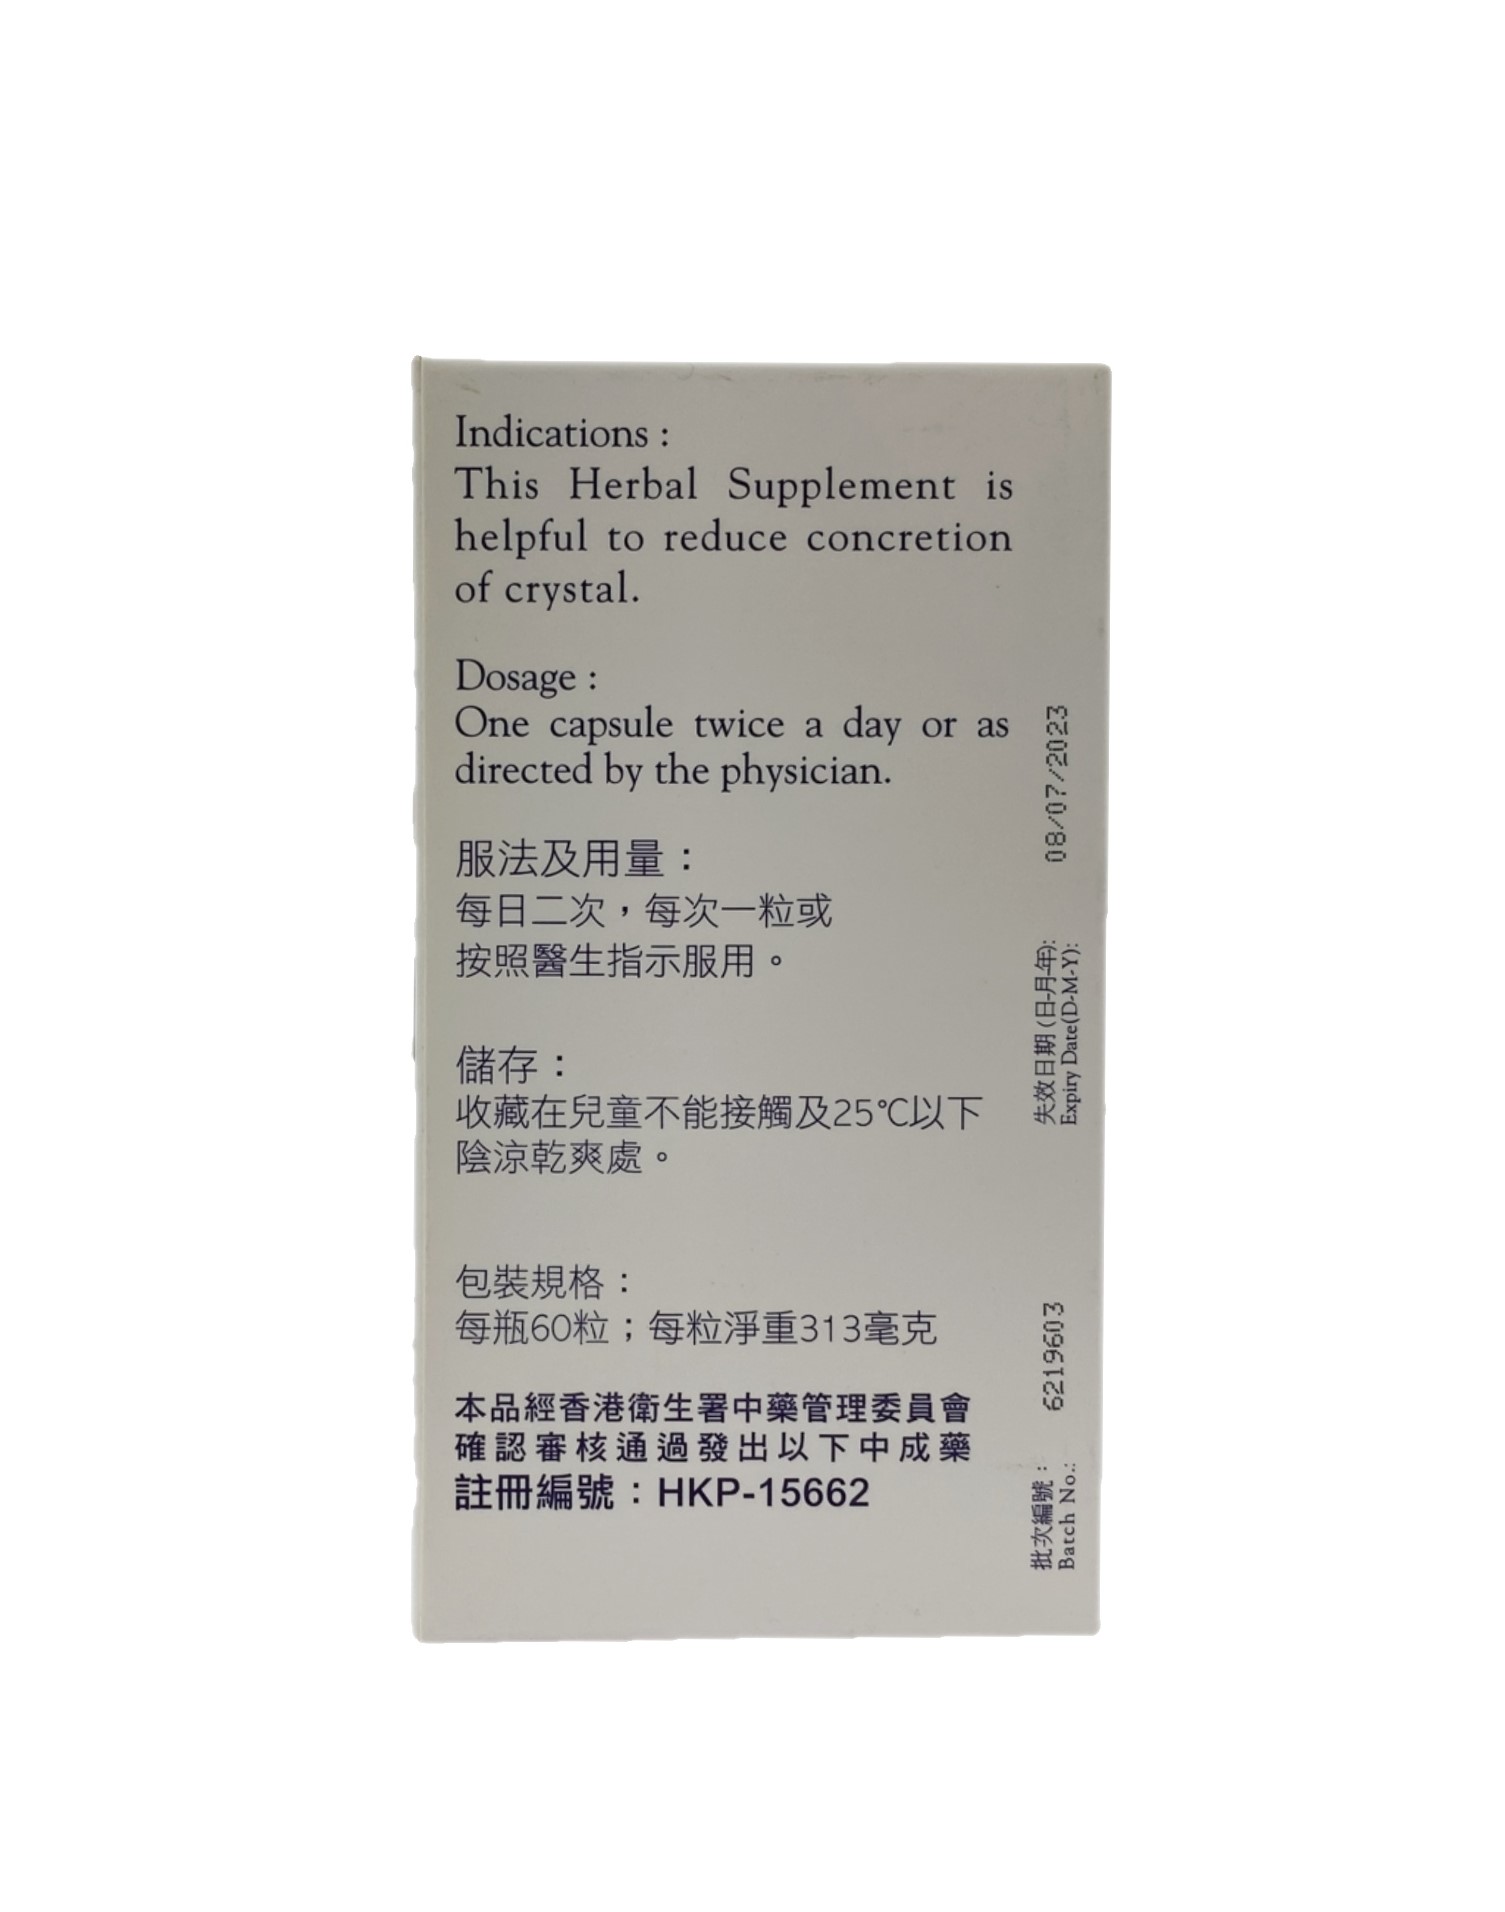 Indications :
This Herbal Supplement is
helpful to reduce concretion
of crystal.
Dosage :
One capsule twice a day or as
directed by the physician.
服法及用量：
每日二次，每次一粒或
按照醫生指示服用。
儲存：
收藏在兒童不能接觸及25℃以下
陰涼乾爽處。
包裝規格：
每瓶60粒；每粒淨重313毫克
本品經香港衛生署中藥管理委員會
確認審核通過發出以下中成藥
註冊編號：HKP-15662
批次編號：
Batch No.:
6219603
失效日期 (日-月-年):
Expiry Date(D-M-Y):
08/07/2023